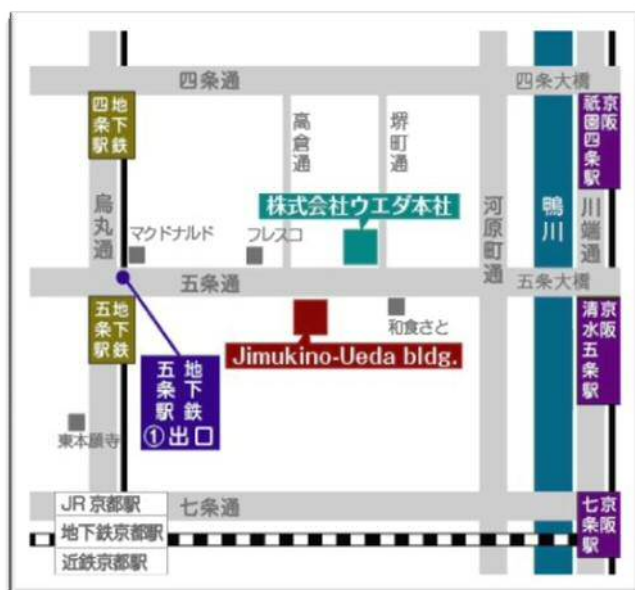 四条通
四条大橋
地下鉄
四条駅
京阪
祇園四条駅
高倉通
堺町通
烏丸通
株式会社ウエダ本社
河原町通
鴨川
川端通
マクドナルド
フレスコ
五条通
五条大橋
地下鉄
五条駅
和食さと
京阪
清水五条駅
Jimukino-Ueda bldg.
地下鉄
五条駅
①出口
東本願寺
JR京都駅
七条通
地下鉄京都駅
近鉄京都駅
京阪
七条駅